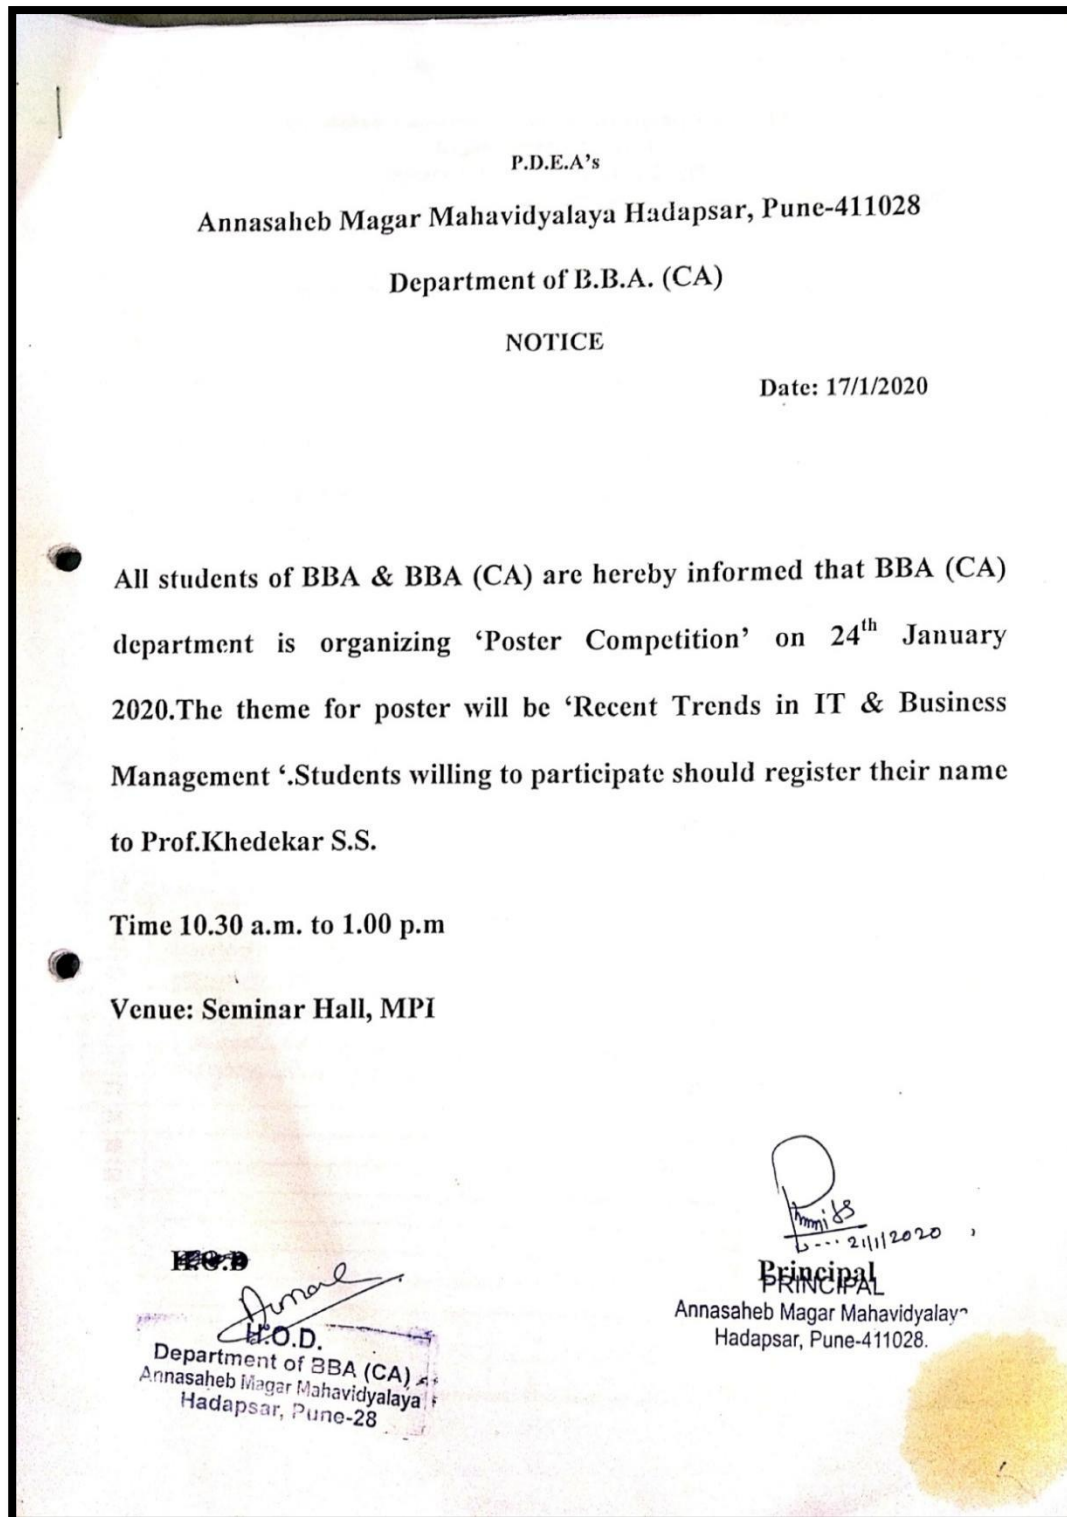 P.D.E.A's
Annasaheb Magar Mahavidyalaya Hadapsar, Pune-411028
Department of B.B.A. (CA)
NOTICE
Date: 17/1/2020
All students of BBA & BBA (CA) are hereby informed that BBA (CA)
department is organizing ‘Poster Competition’ on 24th January
2020.The theme for poster will be ‘Recent Trends in IT & Business
Management ‘.Students willing to participate should register their name
to Prof.Khedekar S.S.
Time 10.30 a.m. to 1.00 p.m
Venue: Seminar Hall, MPI
21/1/2020
H.O.D
Principal
PRINCIPAL
Annasaheb Magar Mahavidyalay
Hadapsar, Pune-411028.
H.O.D.
Department of BBA (CA)
Annasaheb Magar Mahavidyalaya
Hadapsar, Pune-28